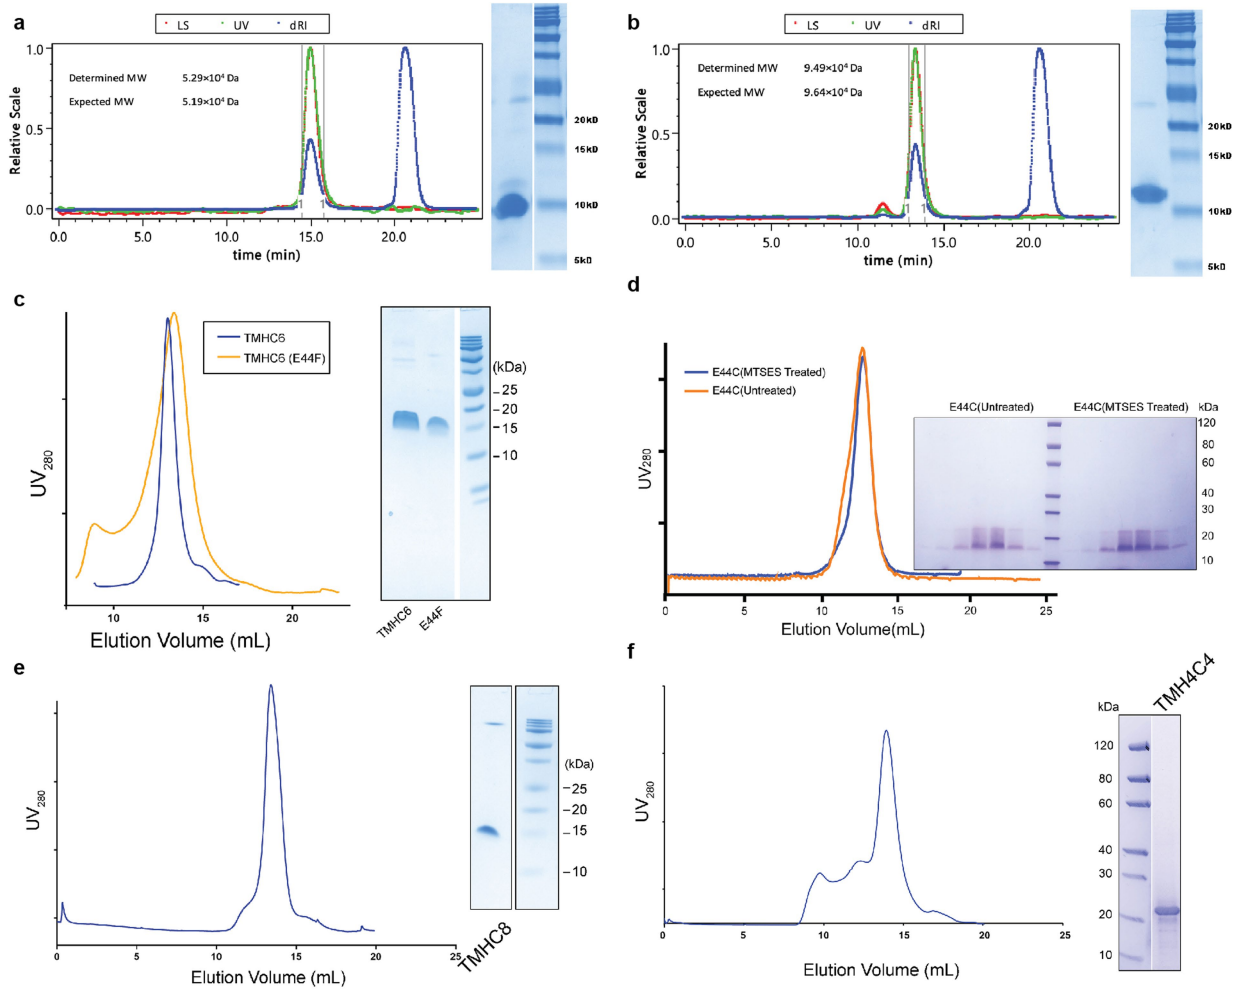 a
LS UV dRI
Determined MW 5.29×10⁴ Da
Expected MW 5.19×10⁴ Da
Relative Scale
1.0
0.5
0.0
0.0 5.0 10.0 15.0 20.0
time (min)
20kD
15kD
10kD
5kD
b
LS UV dRI
Determined MW 9.49×10⁴ Da
Expected MW 9.64×10⁴ Da
Relative Scale
1.0
0.5
0.0
0.0 5.0 10.0 15.0 20.0
time (min)
20kD
15kD
10kD
5kD
c
TMHC6
TMHC6 (E44F)
UV280
10 15 20
Elution Volume (mL)
(kDa)
25
20
15
10
TMHC6 E44F
d
E44C(MTSES Treated)
E44C(Untreated)
UV280
0 5 10 15 20 25
Elution Volume(mL)
E44C(Untreated) E44C(MTSES Treated) kDa
120
80
60
40
30
20
10
e
UV280
0 5 10 15 20 25
Elution Volume (mL)
(kDa)
25
20
15
10
TMHC8
f
UV280
0 5 10 15 20 25
Elution Volume (mL)
kDa
TMH4C4
120
80
60
40
30
20
10